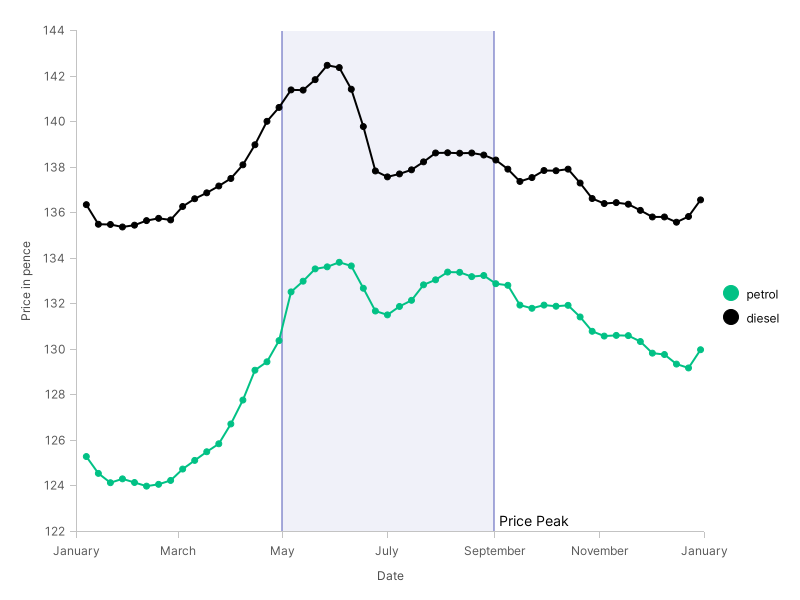 144
142
140
138
136
134
132
130
128
126
124
122
Price in pence
Price Peak
January
March
May
July
September
November
January
Date
petrol
diesel